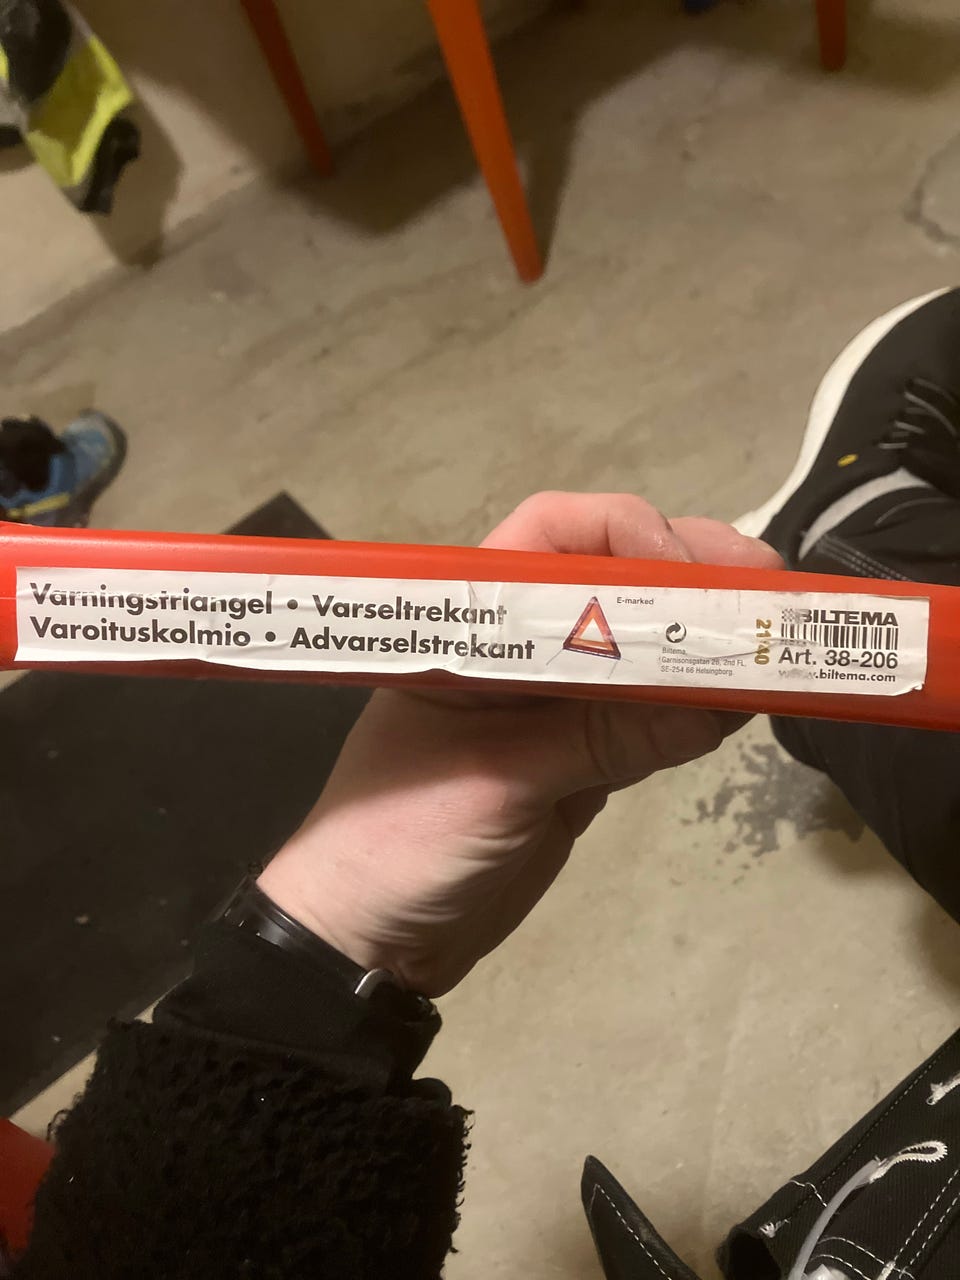 Varningstriangel • Varseltrekant
Varoituskolmio • Advarselstrekant
E-marked
Biltema,
Garnisonsgatan 26, 2nd FL,
SE-254 66 Helsingborg.
BILTEMA
Art. 38-206
.biltema.com